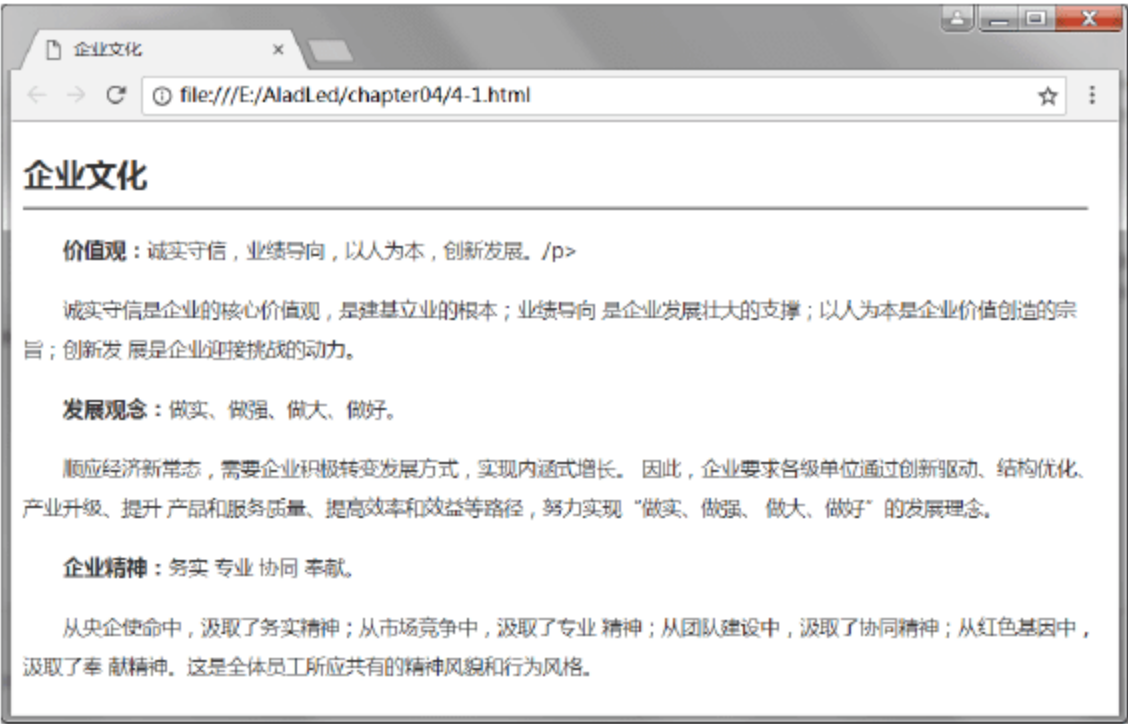 企业文化
file:///E:/AladLed/chapter04/4-1.html
企业文化
价值观：诚实守信，业绩导向，以人为本，创新发展。/p>
诚实守信是企业的核心价值观，是建基立业的根本；业绩导向 是企业发展壮大的支撑；以人为本是企业价值创造的宗
旨；创新发 展是企业迎接挑战的动力。
发展观念：做实、做强、做大、做好。
顺应经济新常态，需要企业积极转变发展方式，实现内涵式增长。 因此，企业要求各级单位通过创新驱动、结构优化、
产业升级、提升 产品和服务质量、提高效率和效益等路径，努力实现“做实、做强、 做大、做好”的发展理念。
企业精神：务实 专业 协同 奉献。
从央企使命中，汲取了务实精神；从市场竞争中，汲取了专业 精神；从团队建设中，汲取了协同精神；从红色基因中，
汲取了奉 献精神。这是全体员工所应共有的精神风貌和行为风格。